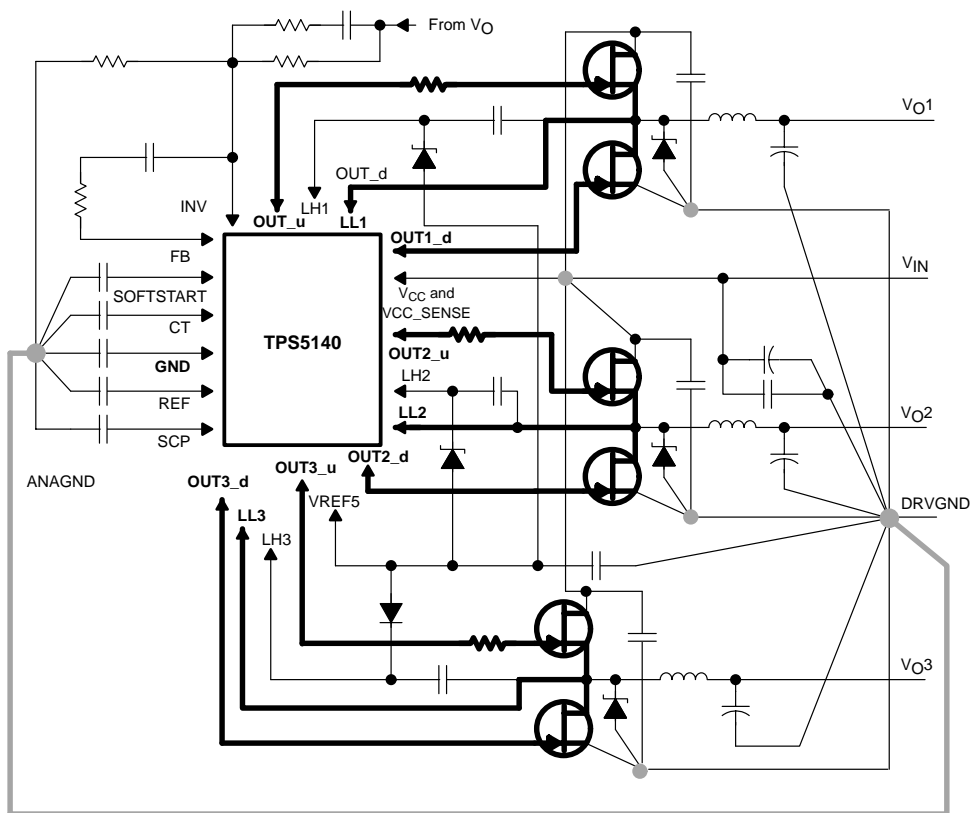 From VO
VO1
OUT_d
LH1
INV
OUT_u
LL1
OUT1_d
FB
VIN
SOFTSTART
VCC and
VCC_SENSE
CT
TPS5140
OUT2_u
GND
LH2
REF
LL2
VO2
SCP
OUT2_d
OUT3_u
ANAGND
OUT3_d
VREF5
DRVGND
LL3
LH3
VO3